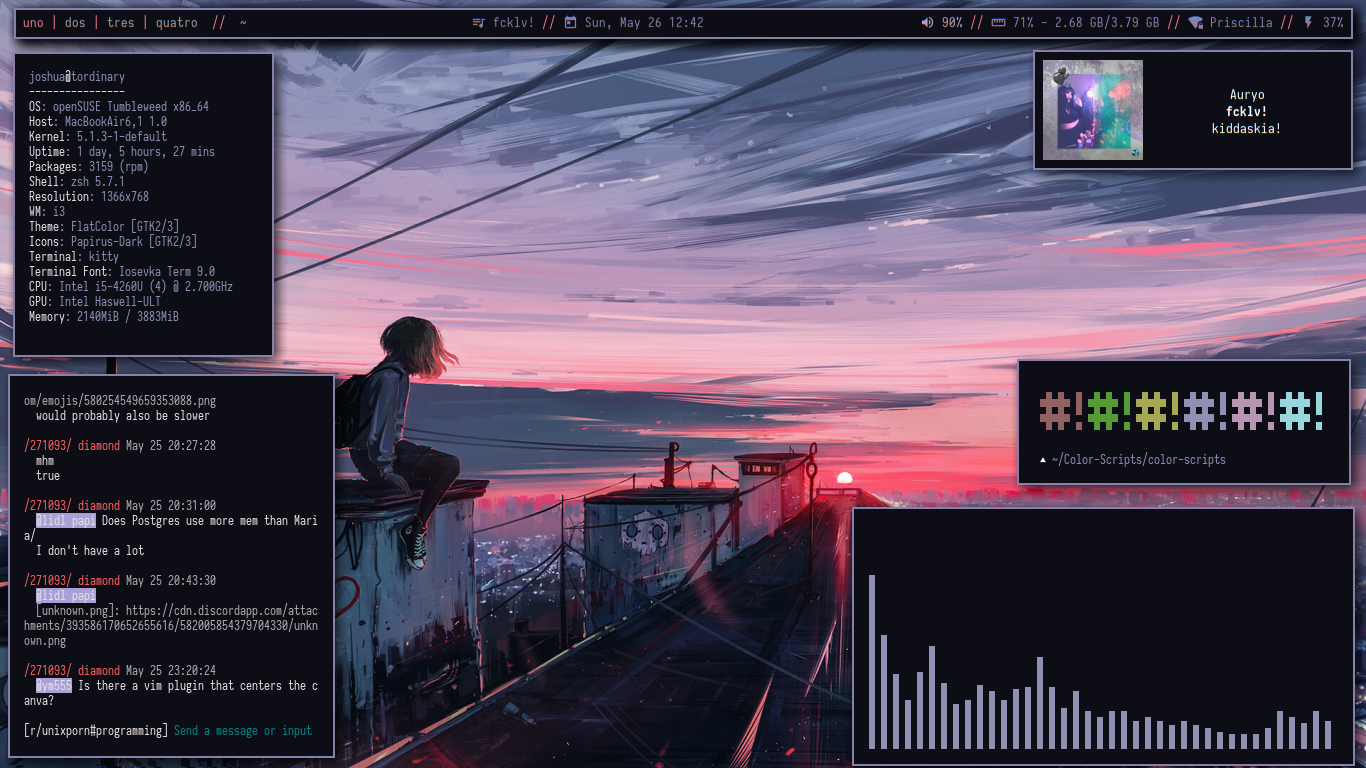 uno | dos | tres | quatro // ~
fcklv! // Sun, May 26 12:42
90% // 71% - 2.68 GB/3.79 GB // Priscilla // 37%
joshua@tordinary
----------------
OS: openSUSE Tumbleweed x86_64
Host: MacBookAir6,1 1.0
Kernel: 5.1.3-1-default
Uptime: 1 day, 5 hours, 27 mins
Packages: 3159 (rpm)
Shell: zsh 5.7.1
Resolution: 1366x768
WM: i3
Theme: FlatColor [GTK2/3]
Icons: Papirus-Dark [GTK2/3]
Terminal: kitty
Terminal Font: Iosevka Term 9.0
CPU: Intel i5-4260U (4) @ 2.700GHz
GPU: Intel Haswell-ULT
Memory: 2140MiB / 3883MiB
Auryo
fcklv!
kiddaskia!
om/emojis/580254549659353088.png
would probably also be slower
/271093/ diamond May 25 20:27:28
mhm
true
/271093/ diamond May 25 20:31:00
@lidl papi Does Postgres use more mem than Mari
a/
I don't have a lot
/271093/ diamond May 25 20:43:30
@lidl papi
[unknown.png]: https://cdn.discordapp.com/attac
hments/393586170652655616/582005854379704330/unkn
own.png
/271093/ diamond May 25 23:20:24
@ym555 Is there a vim plugin that centers the c
anva?
[r/unixporn#programming] Send a message or input
#!#!#!#!#!#!
▲ ~/Color-Scripts/color-scripts